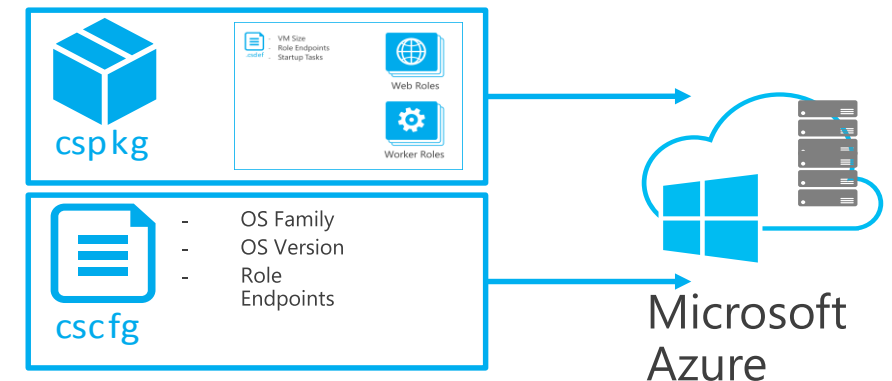 cspkg
.csdef
- VM Size
- Role Endpoints
- Startup Tasks
Web Roles
Worker Roles
cscfg
- OS Family
- OS Version
- Role
Endpoints
Microsoft
Azure